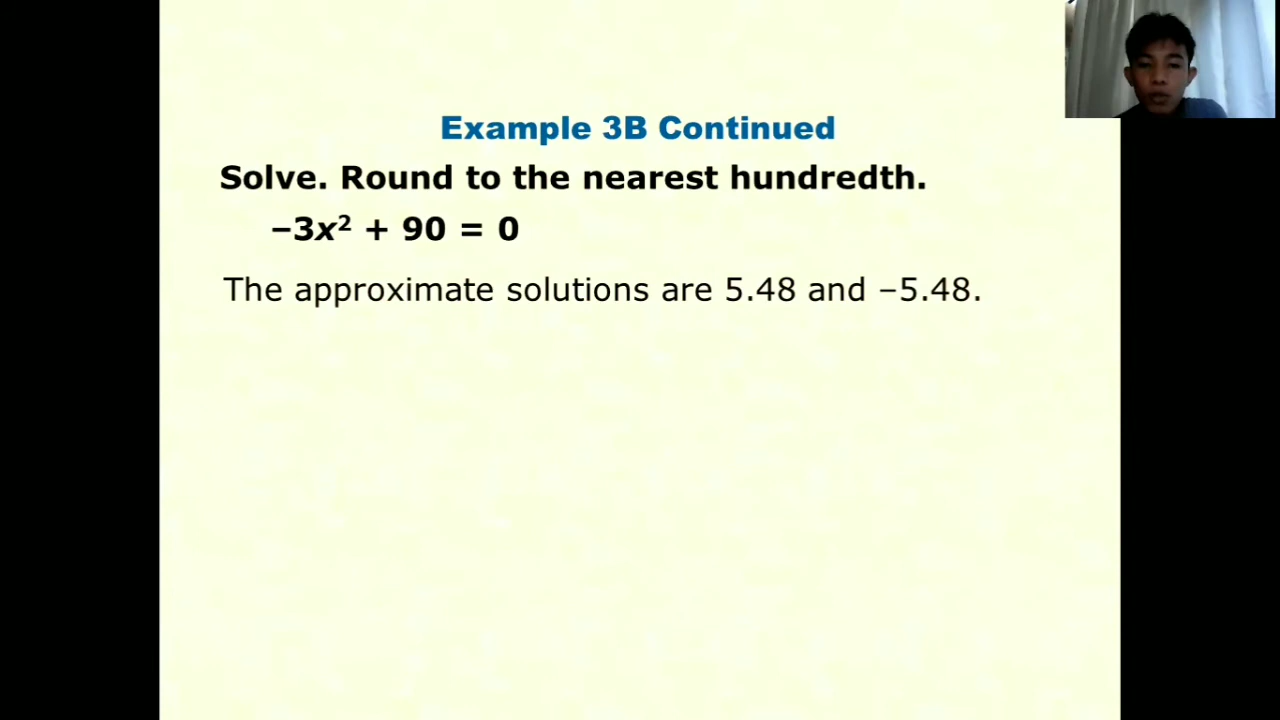 Example 3B Continued
Solve. Round to the nearest hundredth.
–3x² + 90 = 0
The approximate solutions are 5.48 and –5.48.